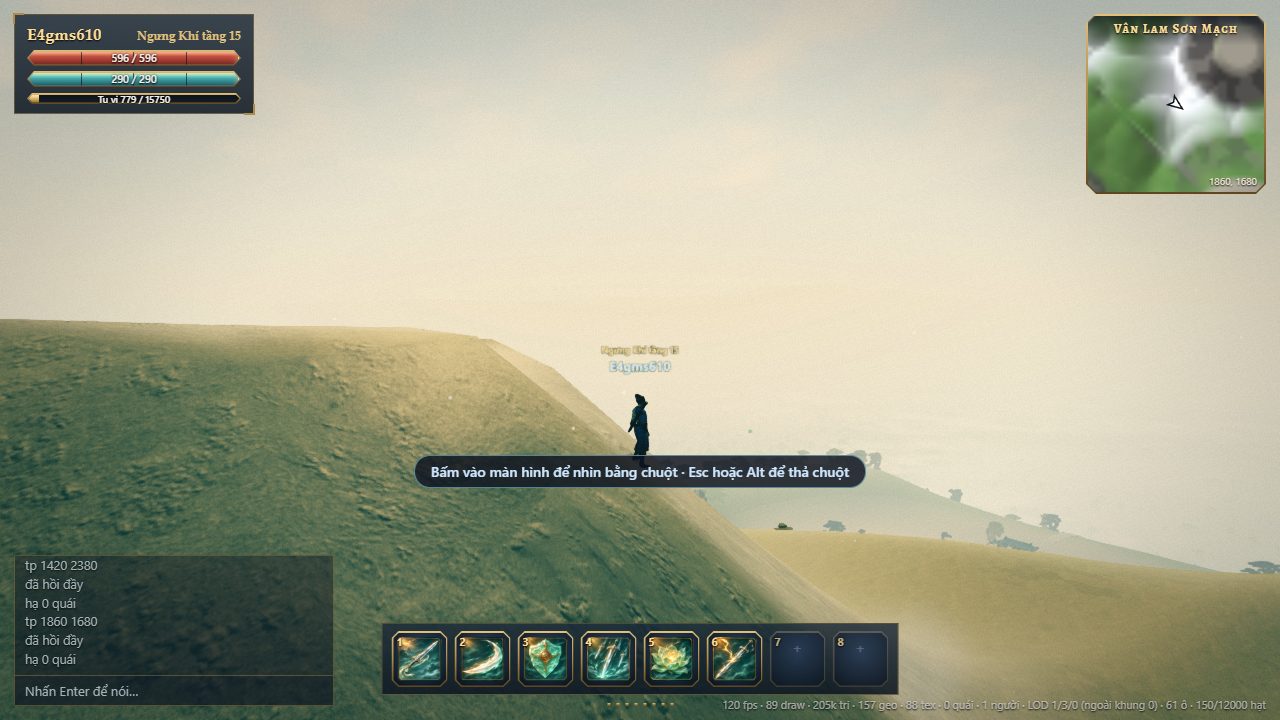 E4gms610 Ngưng Khí tầng 15
596 / 596
290 / 290
Tu vi 779 / 15750
Vân Lam Sơn Mạch
1860, 1680
Ngưng Khí tầng 15
E4gms610
Bấm vào màn hình để nhìn bằng chuột · Esc hoặc Alt để thả chuột
tp 1420 2380
đã hồi đầy
hạ 0 quái
tp 1860 1680
đã hồi đầy
hạ 0 quái
Nhấn Enter để nói...
1 2 3 4 5 6 7 8
+ +
120 fps · 89 draw · 205k tri · 157 geo · 88 tex · 0 quái · 1 người · LOD 1/3/0 (ngoài khung 0) · 61 ô · 150/12000 hạt